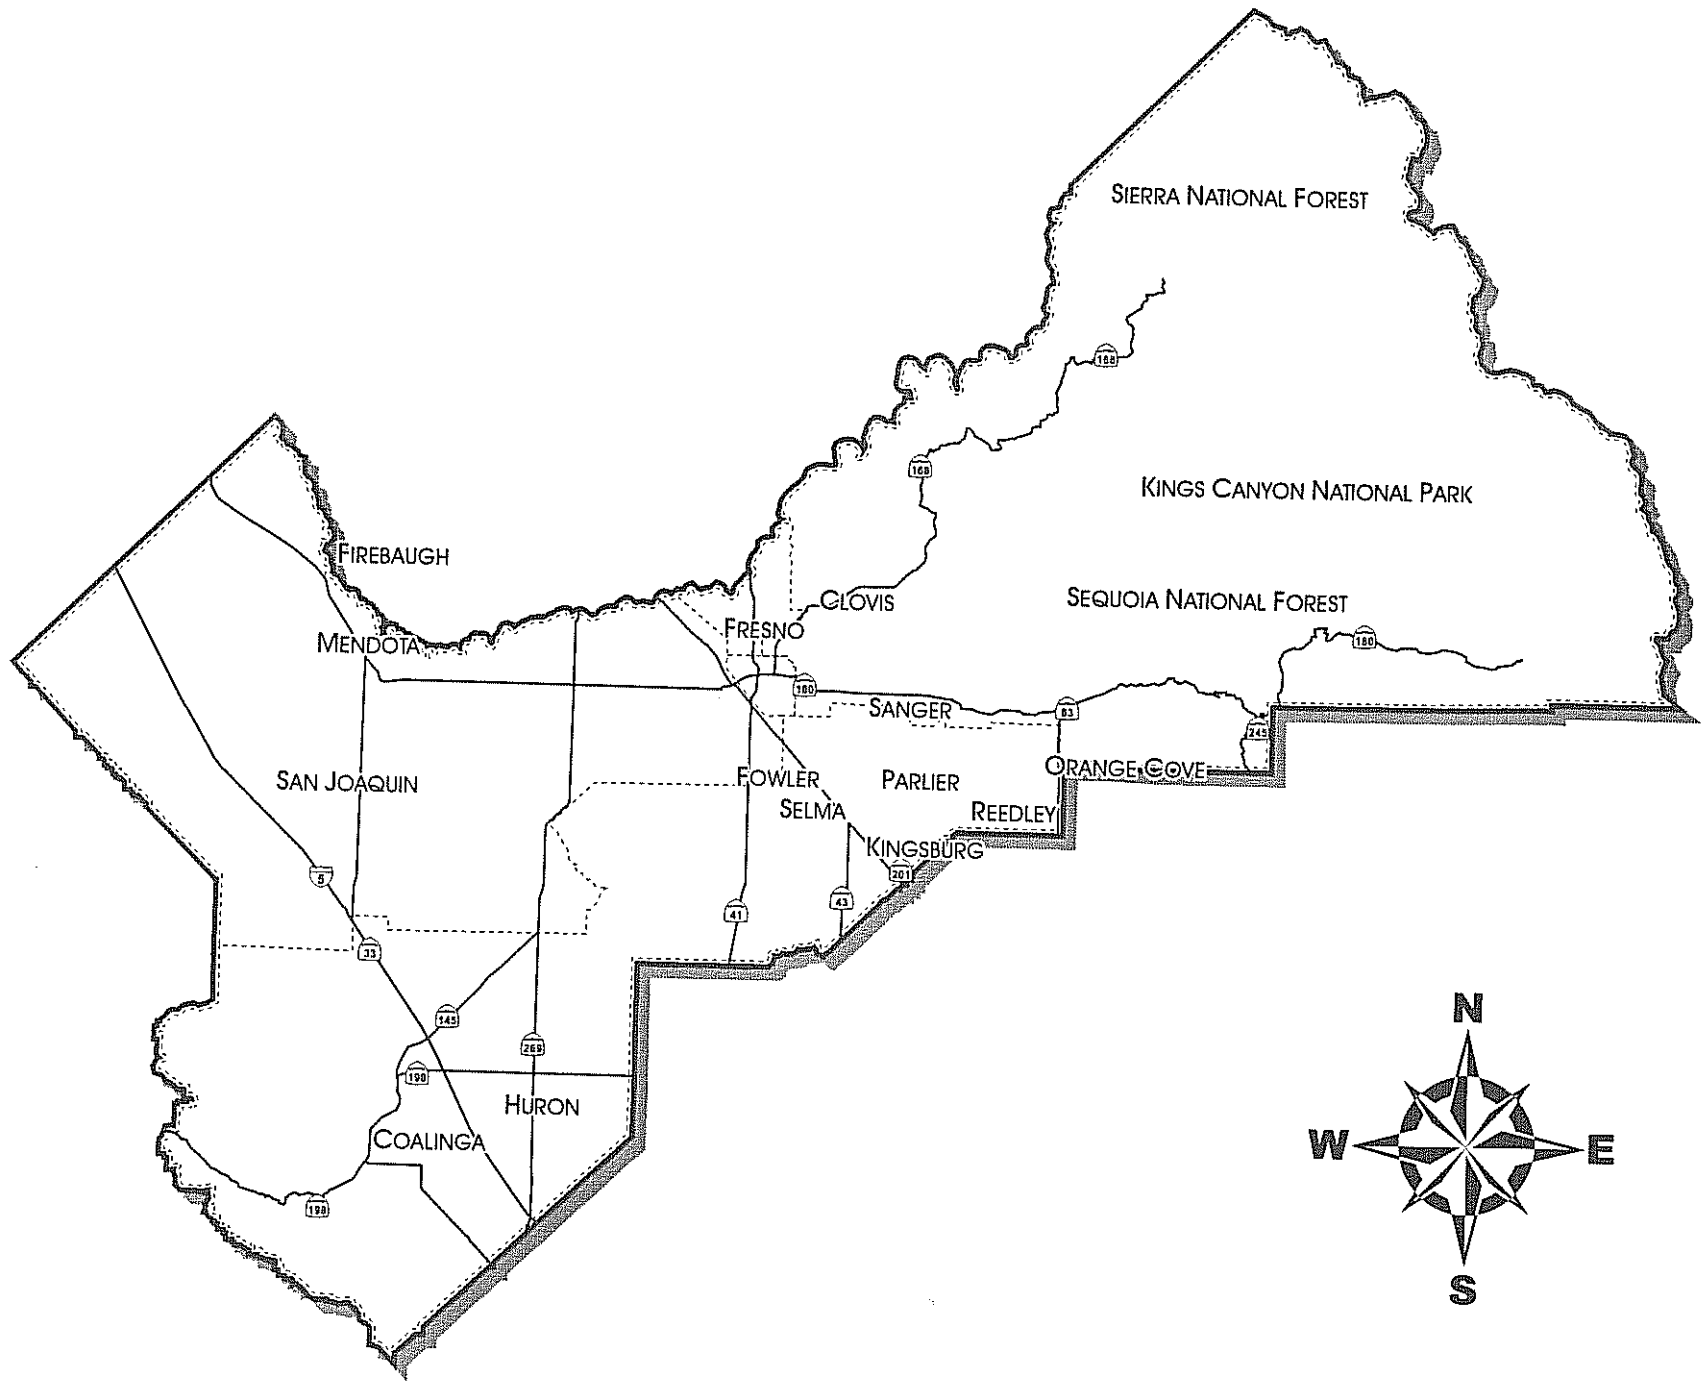 SIERRA NATIONAL FOREST
168
168
KINGS CANYON NATIONAL PARK
FIREBAUGH
SEQUOIA NATIONAL FOREST
CLOVIS
FRESNO
MENDOTA
180
180
SANGER
63
245
ORANGE COVE
SAN JOAQUIN
FOWLER
PARLIER
SELMA
REEDLEY
KINGSBURG
201
5
43
41
33
145
269
198
HURON
COALINGA
198
N
W
E
S